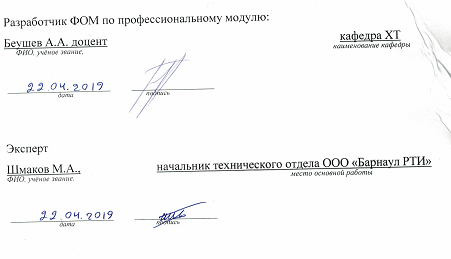 Разработчик ФОМ по профессиональному модулю:
Беушев А.А. доцент кафедра ХТ
ФИО, учёное звание, наименование кафедры
22.04.2019
дата подпись
Эксперт
Шмаков М.А., начальник технического отдела ООО «Барнаул РТИ»
ФИО, учёное звание. место основной работы
22.04.2019
дата подпись